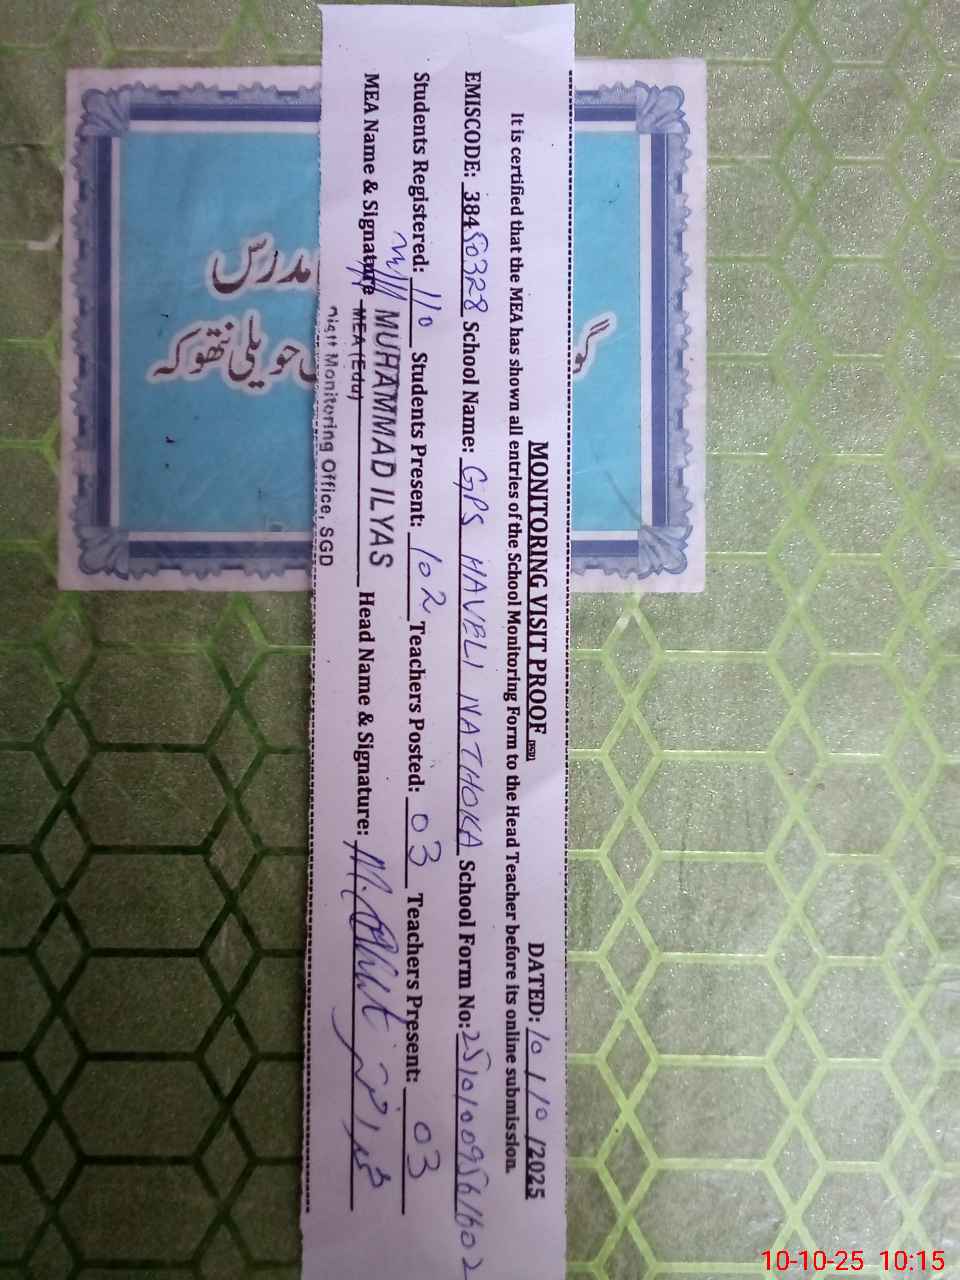 MONITORING VISIT PROOF DATED: 10/10/2025
It is certified that the MEA has shown all entries of the School Monitoring Form to the Head Teacher before its online submission.
EMISCODE: 38450328 School Name: GPS HAVELI NATHOKA School Form No: 25101009561602
Students Registered: 110 Students Present: 102 Teachers Posted: 03 Teachers Present: 03
MEA Name & Signature MUHAMMAD ILYAS Head Name & Signature:
MEA (Edu)
Distt Monitoring Office, SGD
مدرس
حویلی نتھوکہ
10-10-25 10:15